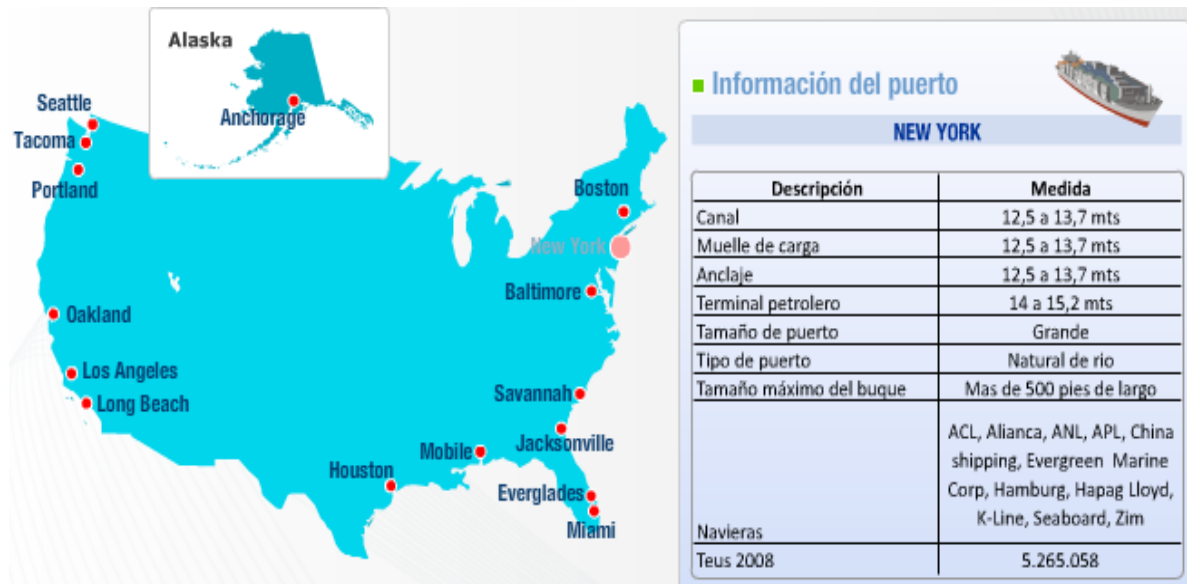 Alaska
Anchorage
Seattle
Tacoma
Portland
Boston
New York
Baltimore
Oakland
Los Angeles
Long Beach
Savannah
Jacksonville
Mobile
Houston
Everglades
Miami
Información del puerto
NEW YORK
Descripción Medida
Canal 12,5 a 13,7 mts
Muelle de carga 12,5 a 13,7 mts
Anclaje 12,5 a 13,7 mts
Terminal petrolero 14 a 15,2 mts
Tamaño de puerto Grande
Tipo de puerto Natural de rio
Tamaño máximo del buque Mas de 500 pies de largo
ACL, Alianca, ANL, APL, China
shipping, Evergreen Marine
Corp, Hamburg, Hapag Lloyd,
K-Line, Seaboard, Zim
Navieras
Teus 2008 5.265.058